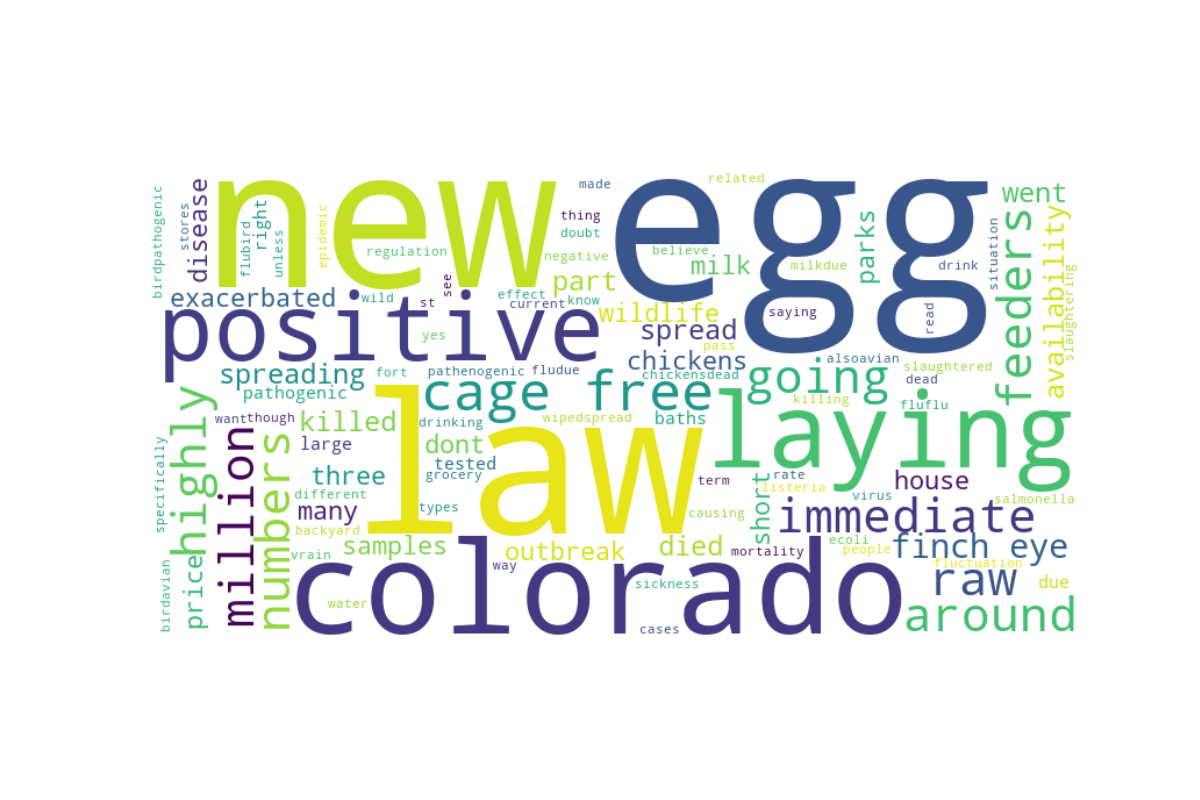 new
egg
law
colorado
positive
laying
cage free
highly
million
numbers
immediate
around
raw
going
feeders
finch eye
spreading
exacerbated
disease
right
flubird
unless
stores
birdpathogenic
epidemic
regulation
wild
st
see
effect
current
know
yes
made
thing
doubt
negative
related
believe
part
milk
milkdue
wildlife
spread
saying
pass
chickens
chickensdead
parks
drink
read
situation
went
availability
slaughtering
alsoavian
slaughtered
dead
fluflu
killing
pathogenic
fort
pathenogenic
fludue
want
though
killed
drinking
wipedspread
baths
large
dont
three
tested
grocery
different
many
types
backyard
samples
vrain
price
specifically
birdavian
water
outbreak
way
died
sickness
cases
mortality
causing
term
short
rate
listeria
virus
ecoli
people
house
salmonella
fluctuation
due